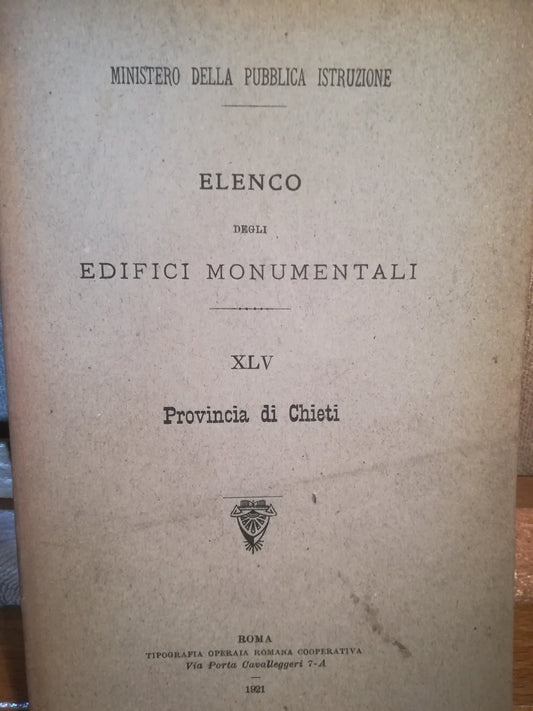 MINISTERO DELLA PUBBLICA ISTRUZIONE
ELENCO
DEGLI
EDIFICI MONUMENTALI
XLV
Provincia di Chieti
ROMA
TIPOGRAFIA OPERAIA ROMANA COOPERATIVA
Via Porta Cavalleggeri 7-A
1921